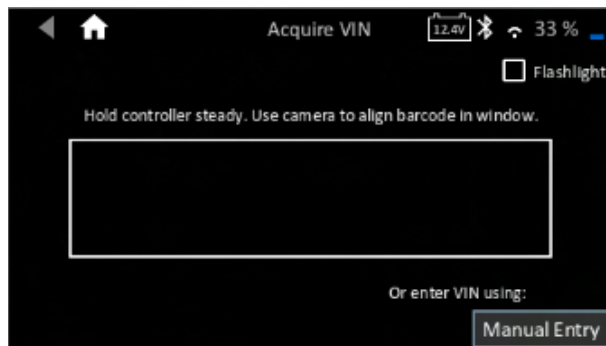 Acquire VIN 12.4V 33 %
Flashlight
Hold controller steady. Use camera to align barcode in window.
Or enter VIN using:
Manual Entry